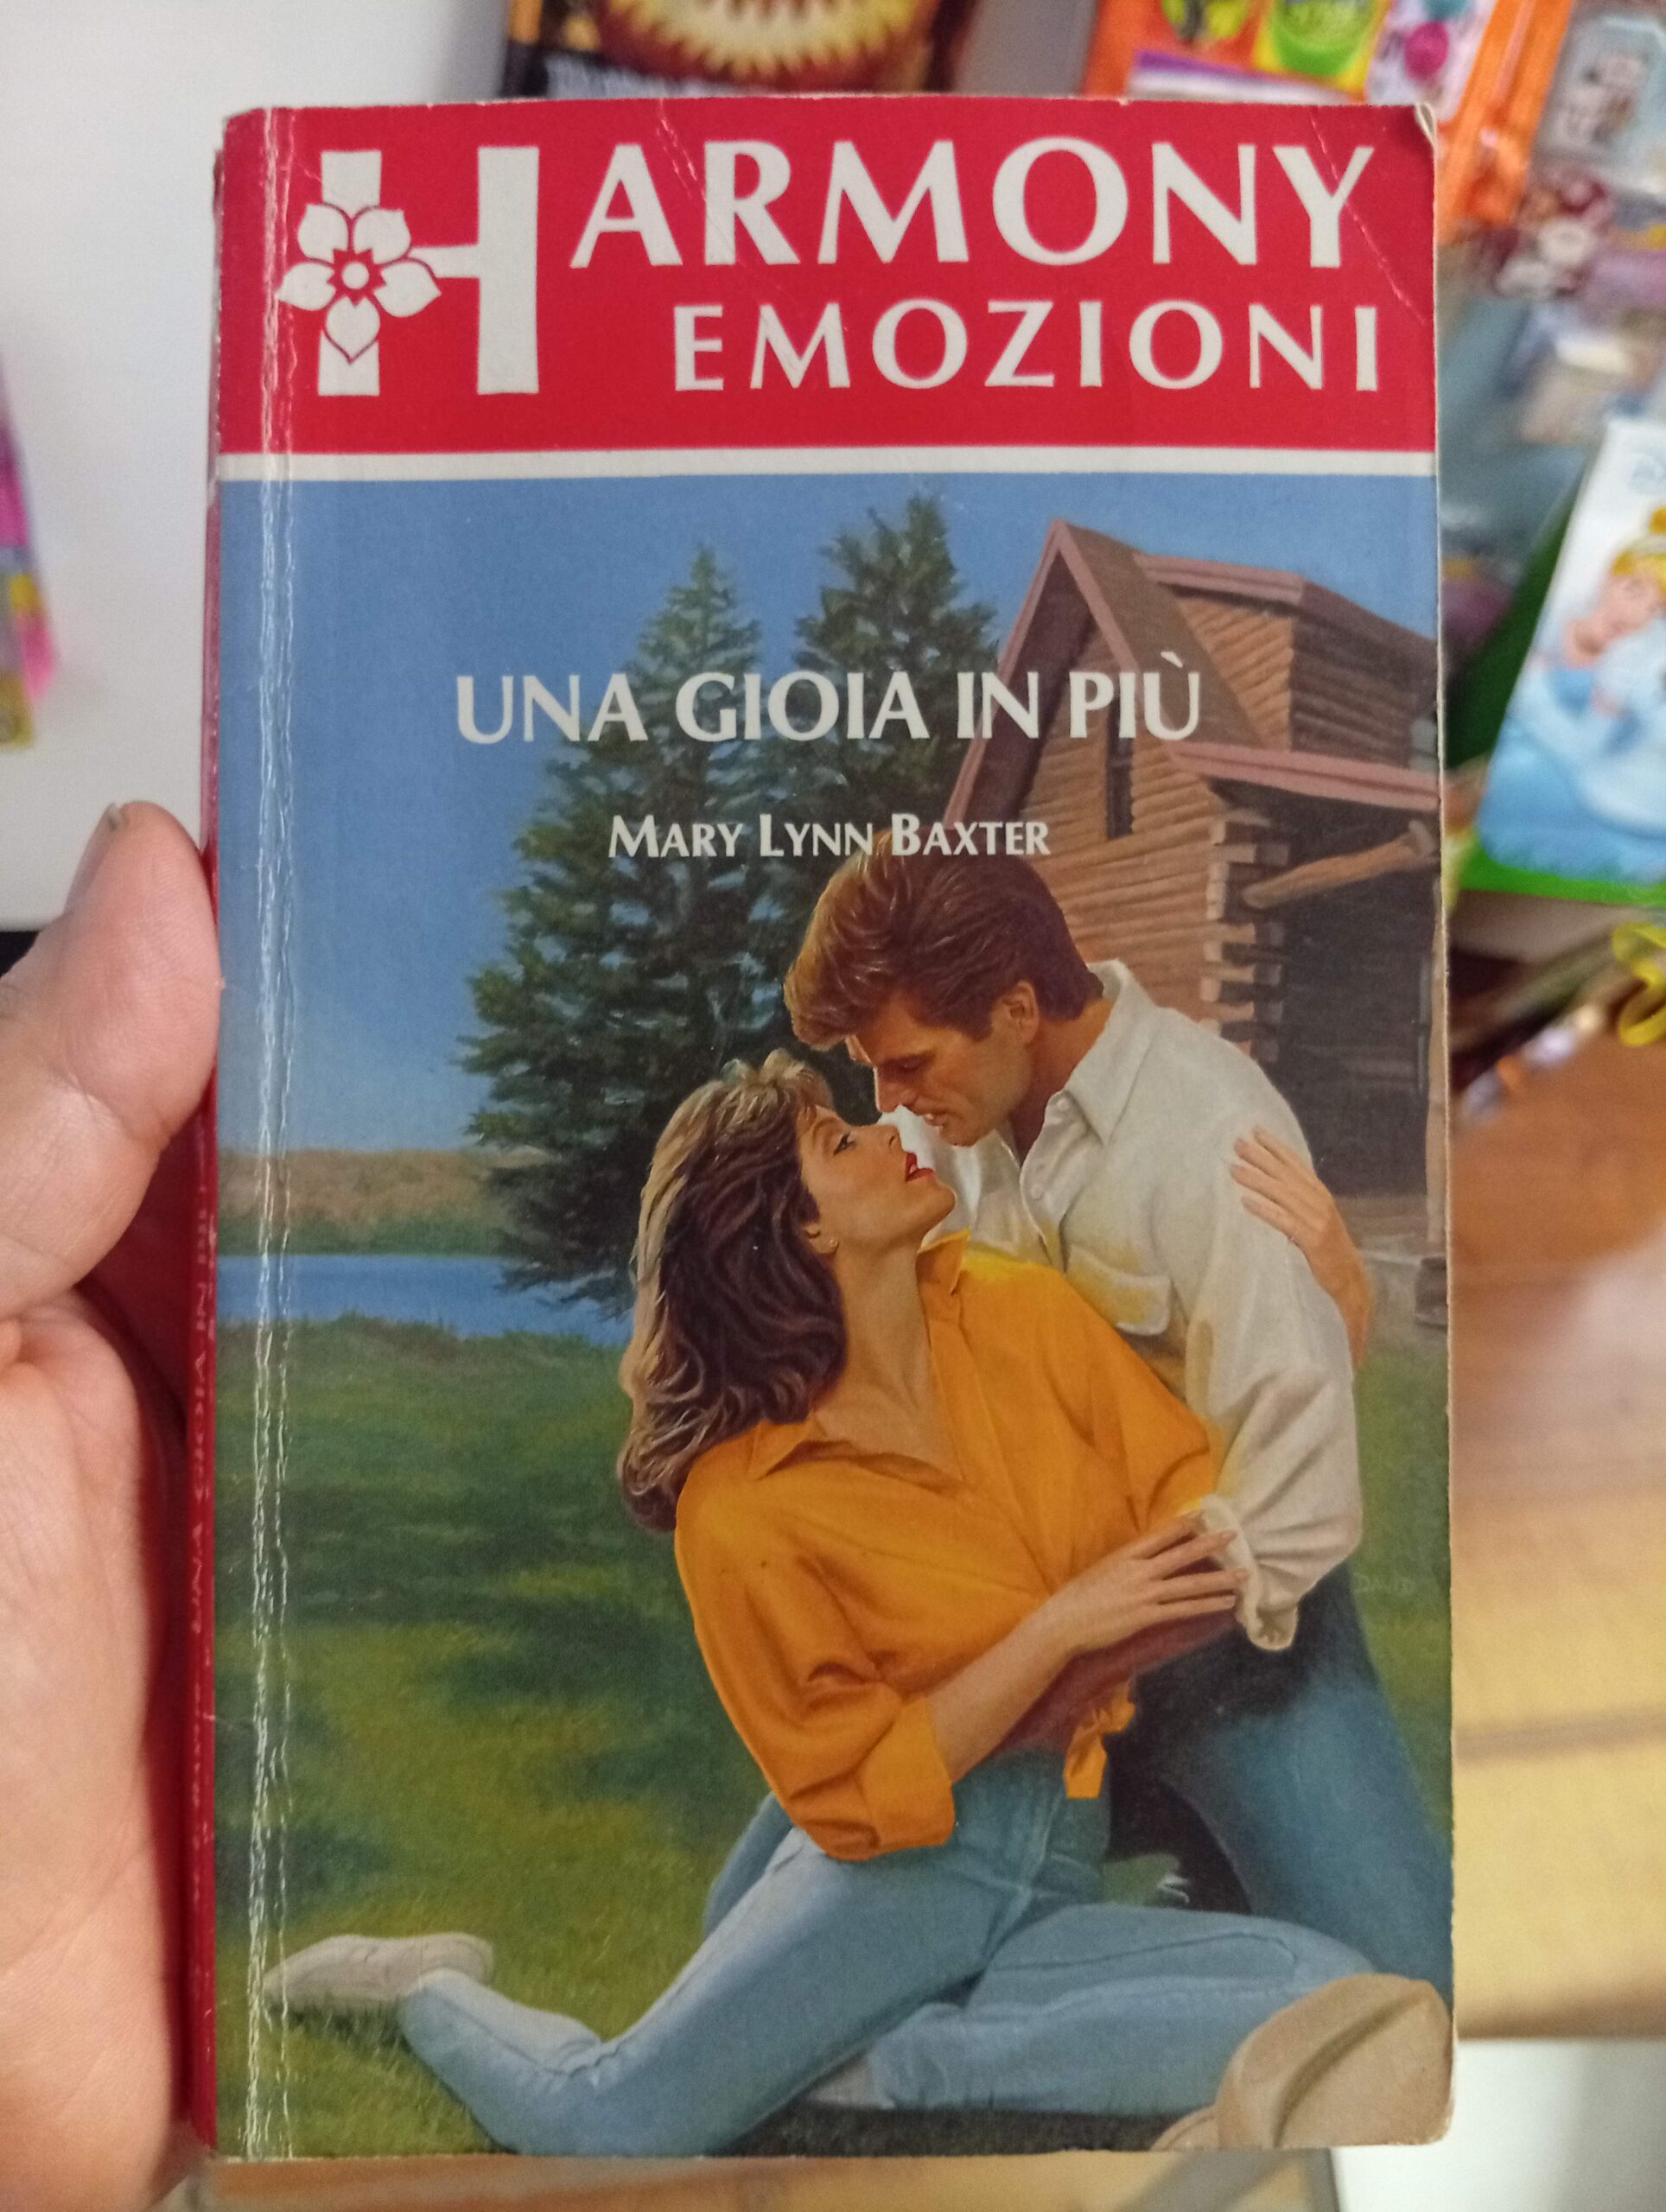 HARMONY
EMOZIONI
UNA GIOIA IN PIÙ
MARY LYNN BAXTER